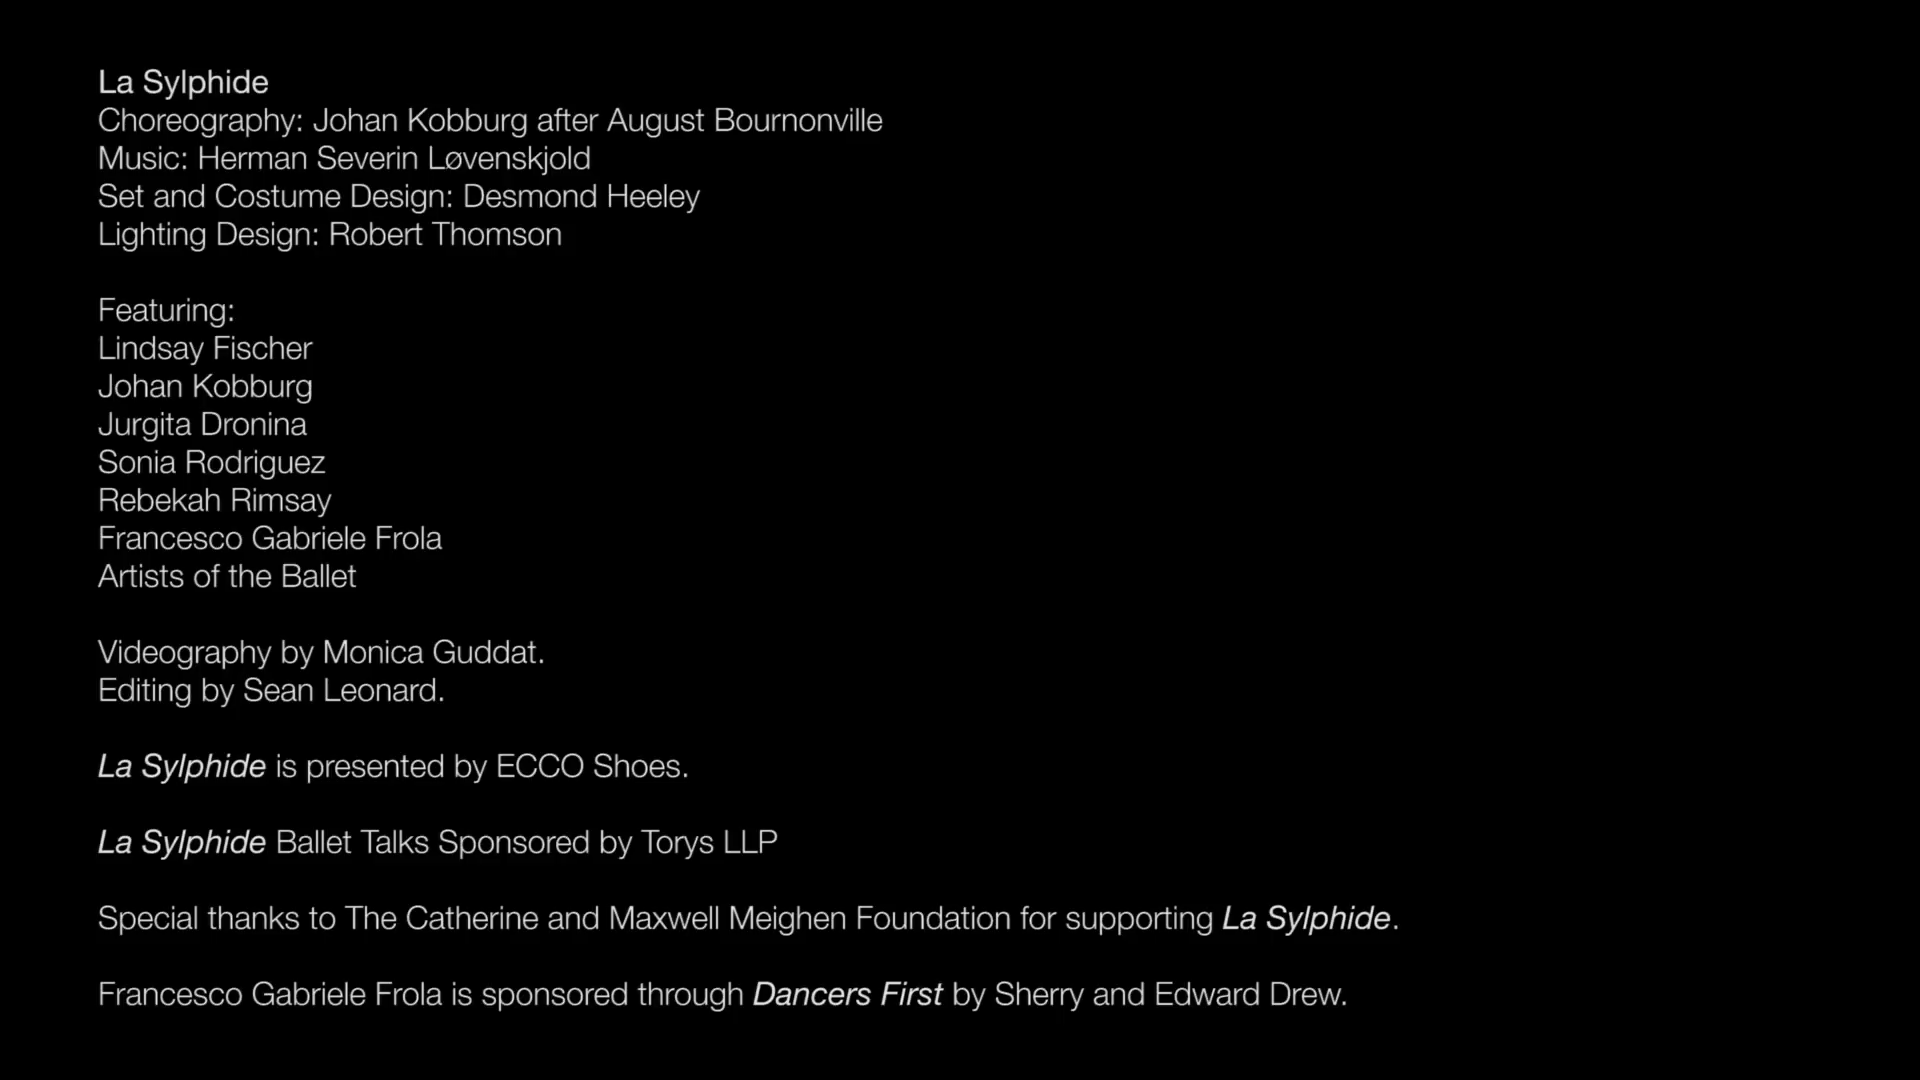 La Sylphide
Choreography: Johan Kobburg after August Bournonville
Music: Herman Severin Løvenskjold
Set and Costume Design: Desmond Heeley
Lighting Design: Robert Thomson
Featuring:
Lindsay Fischer
Johan Kobburg
Jurgita Dronina
Sonia Rodriguez
Rebekah Rimsay
Francesco Gabriele Frola
Artists of the Ballet
Videography by Monica Guddat.
Editing by Sean Leonard.
La Sylphide is presented by ECCO Shoes.
La Sylphide Ballet Talks Sponsored by Torys LLP
Special thanks to The Catherine and Maxwell Meighen Foundation for supporting La Sylphide.
Francesco Gabriele Frola is sponsored through Dancers First by Sherry and Edward Drew.